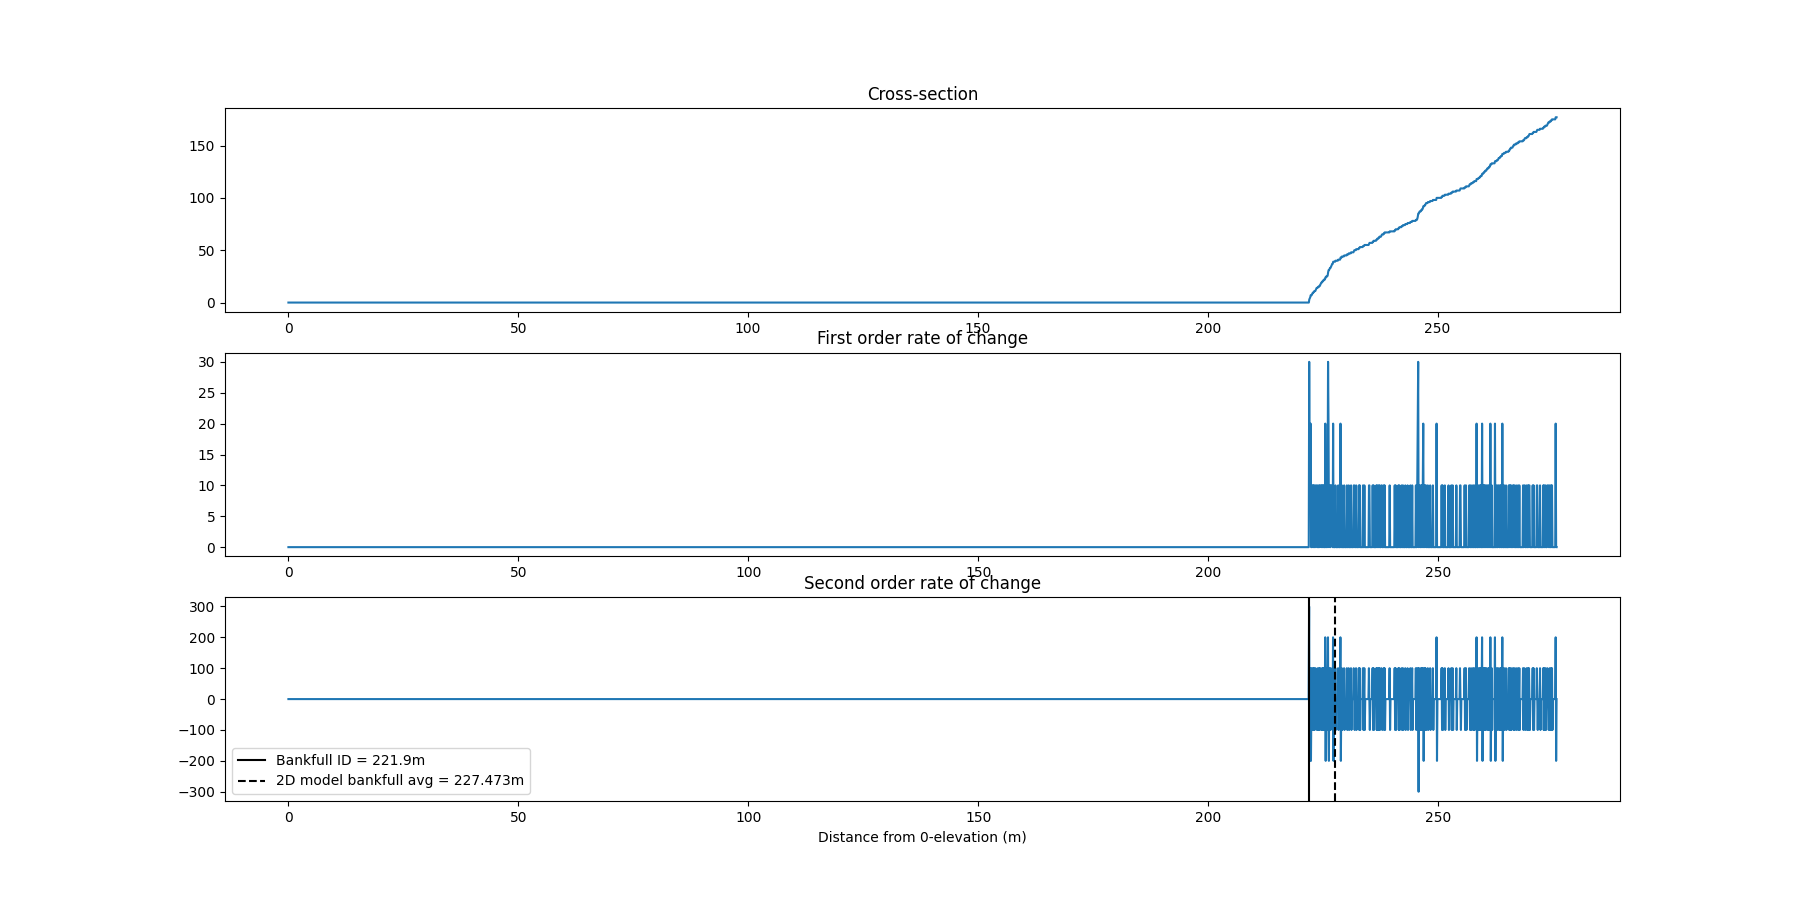 Cross-section
150
100
50
0
0 50 100 150 200 250
First order rate of change
30
25
20
15
10
5
0
0 50 100 150 200 250
Second order rate of change
300
200
100
0
−100
−200
−300
Bankfull ID = 221.9m
2D model bankfull avg = 227.473m
0 50 100 150 200 250
Distance from 0-elevation (m)